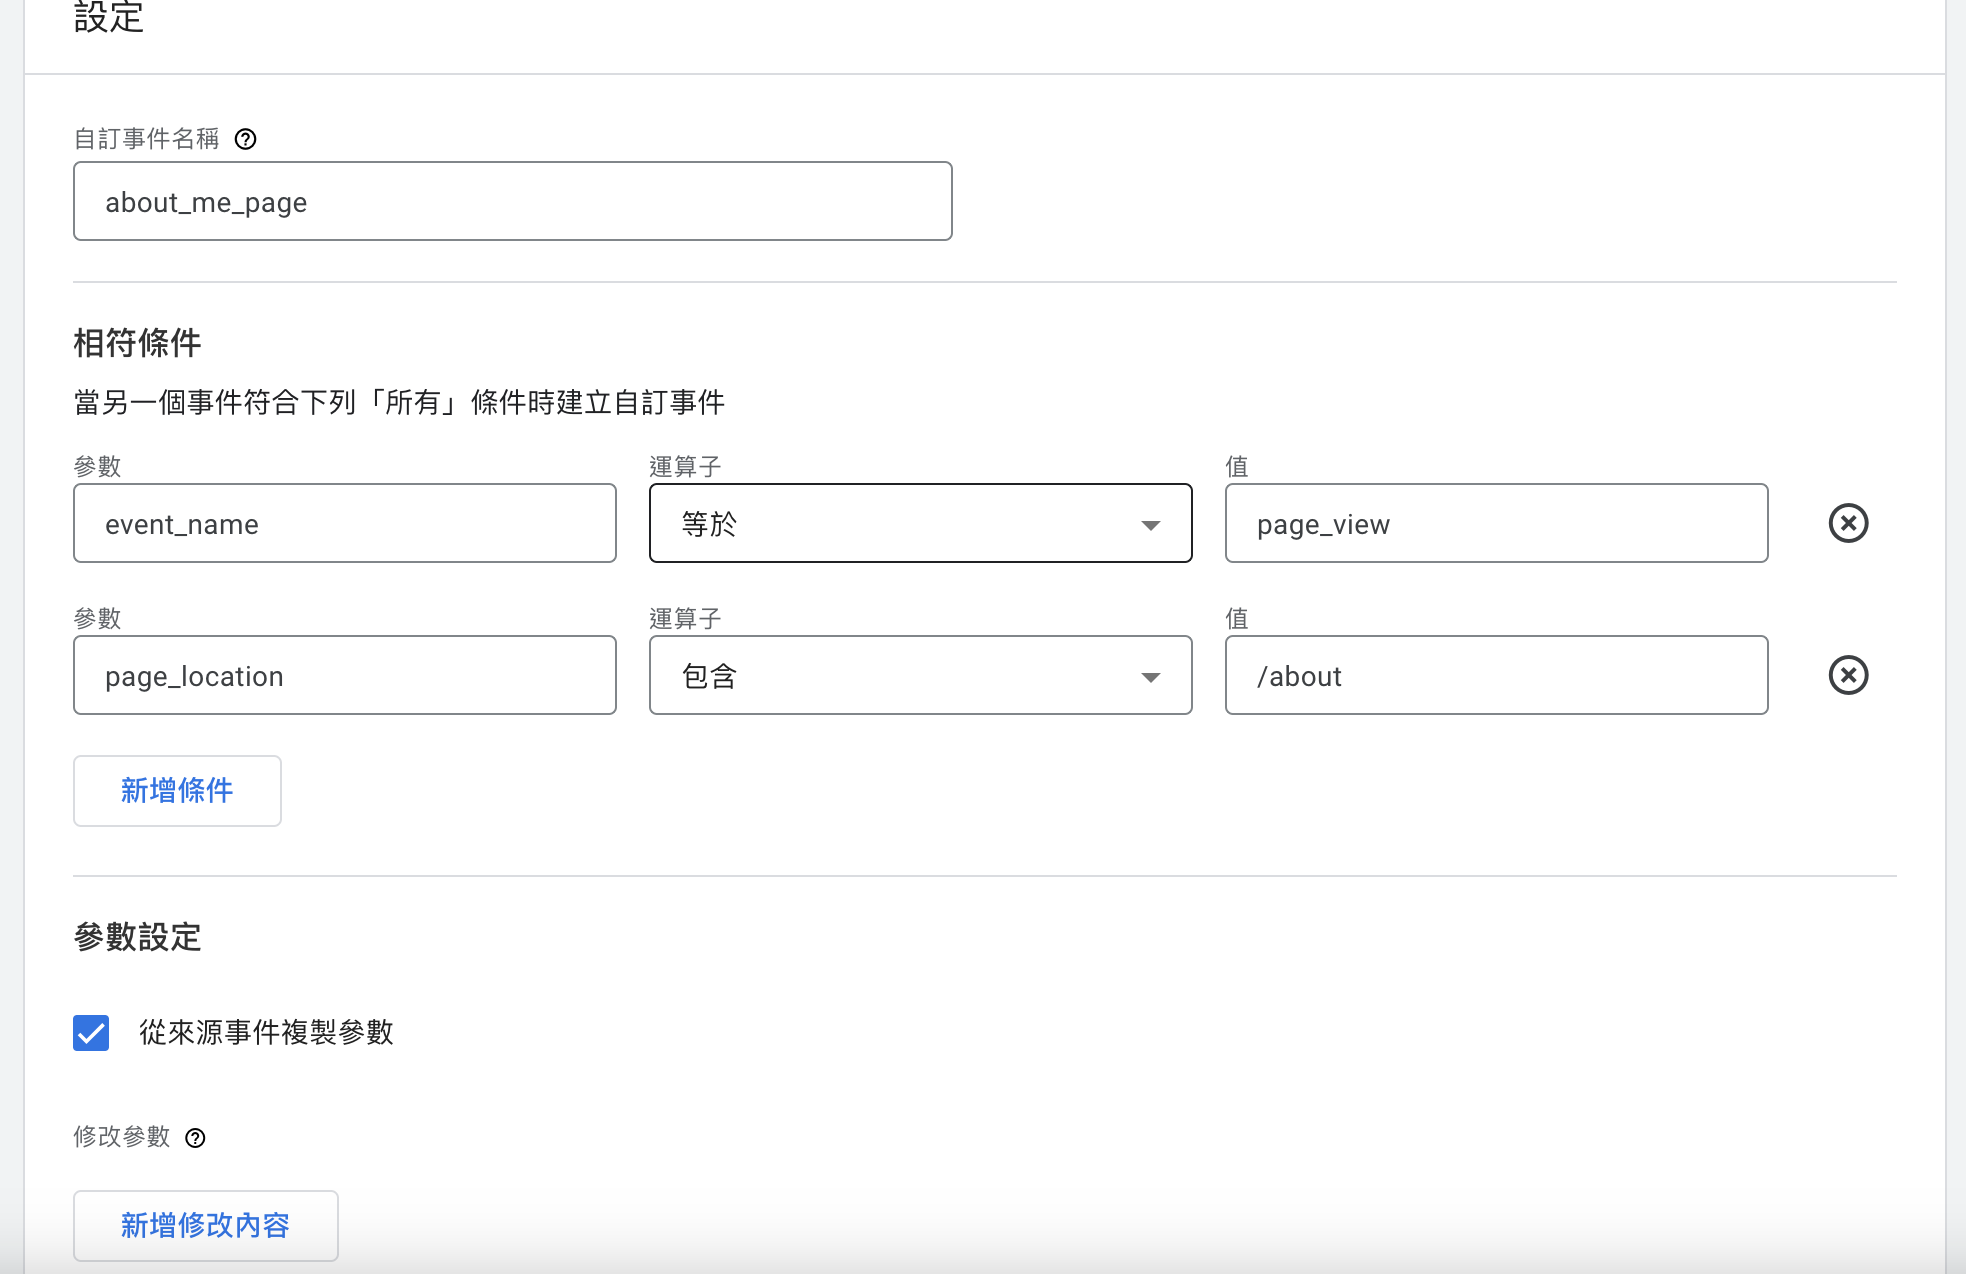 設定
自訂事件名稱
about_me_page
相符條件
當另一個事件符合下列「所有」條件時建立自訂事件
參數 運算子 值
event_name 等於 page_view
參數 運算子 值
page_location 包含 /about
新增條件
參數設定
從來源事件複製參數
修改參數
新增修改內容